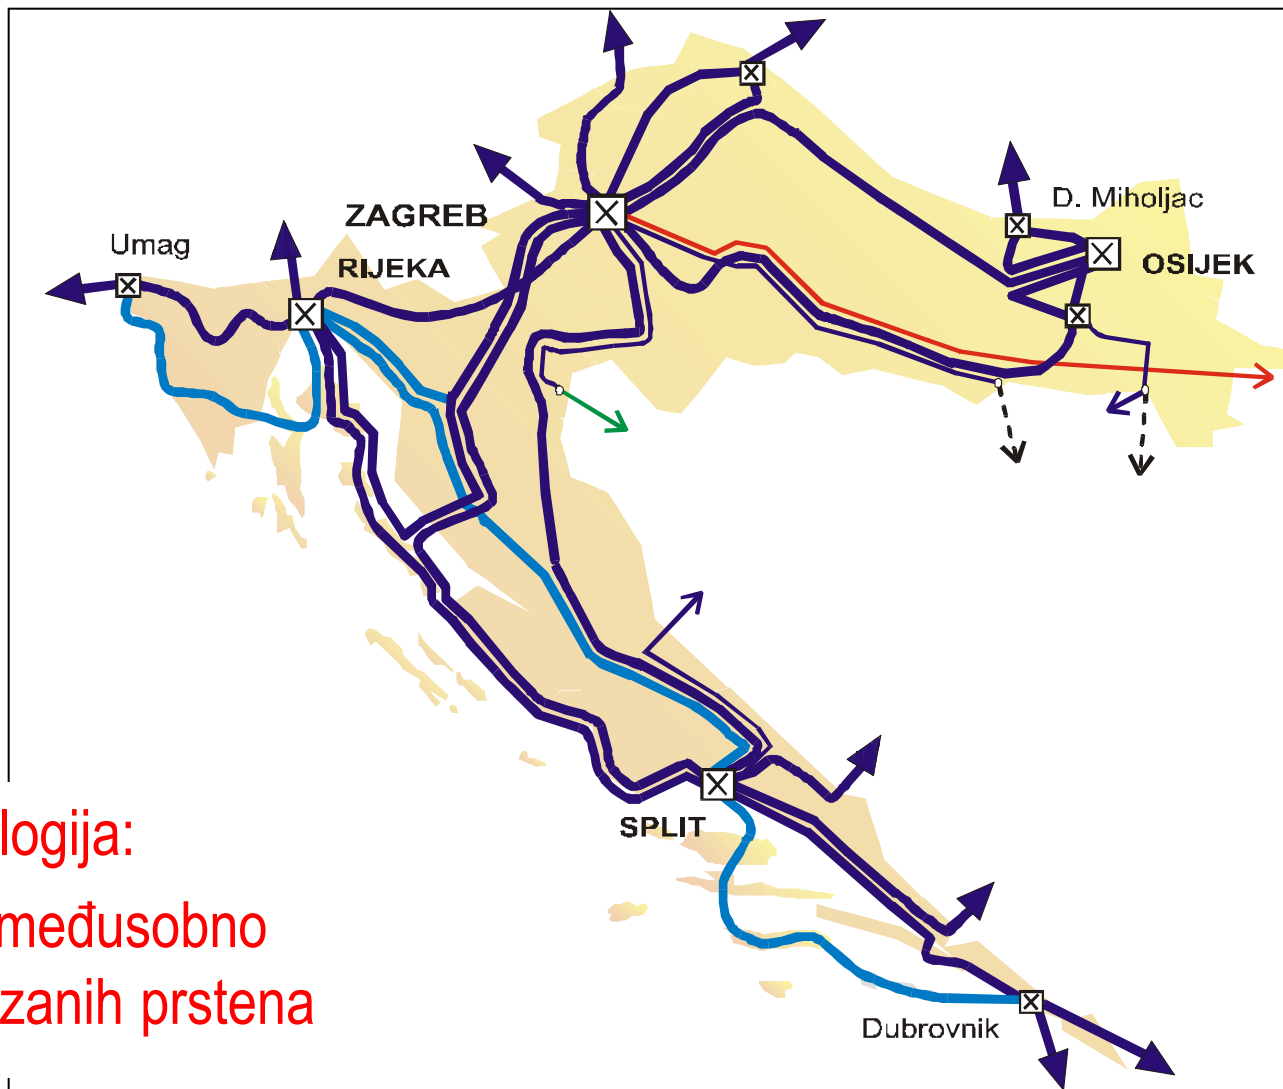 D. Miholjac
ZAGREB
Umag
OSIJEK
RIJEKA
logija:
SPLIT
međusobno
zanih prstena
Dubrovnik